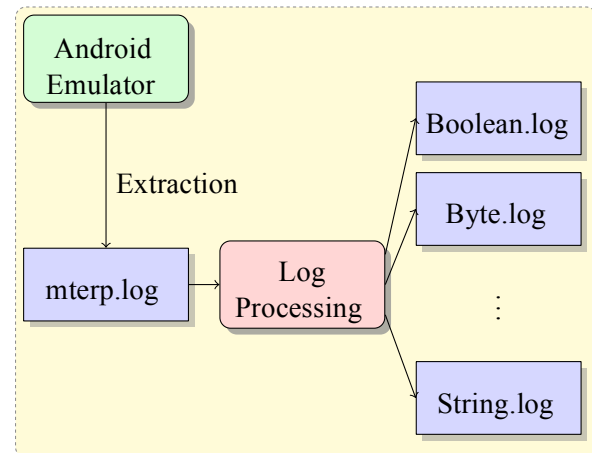 Android
Emulator
Extraction
mterp.log
Log
Processing
Boolean.log
Byte.log
⋮
String.log